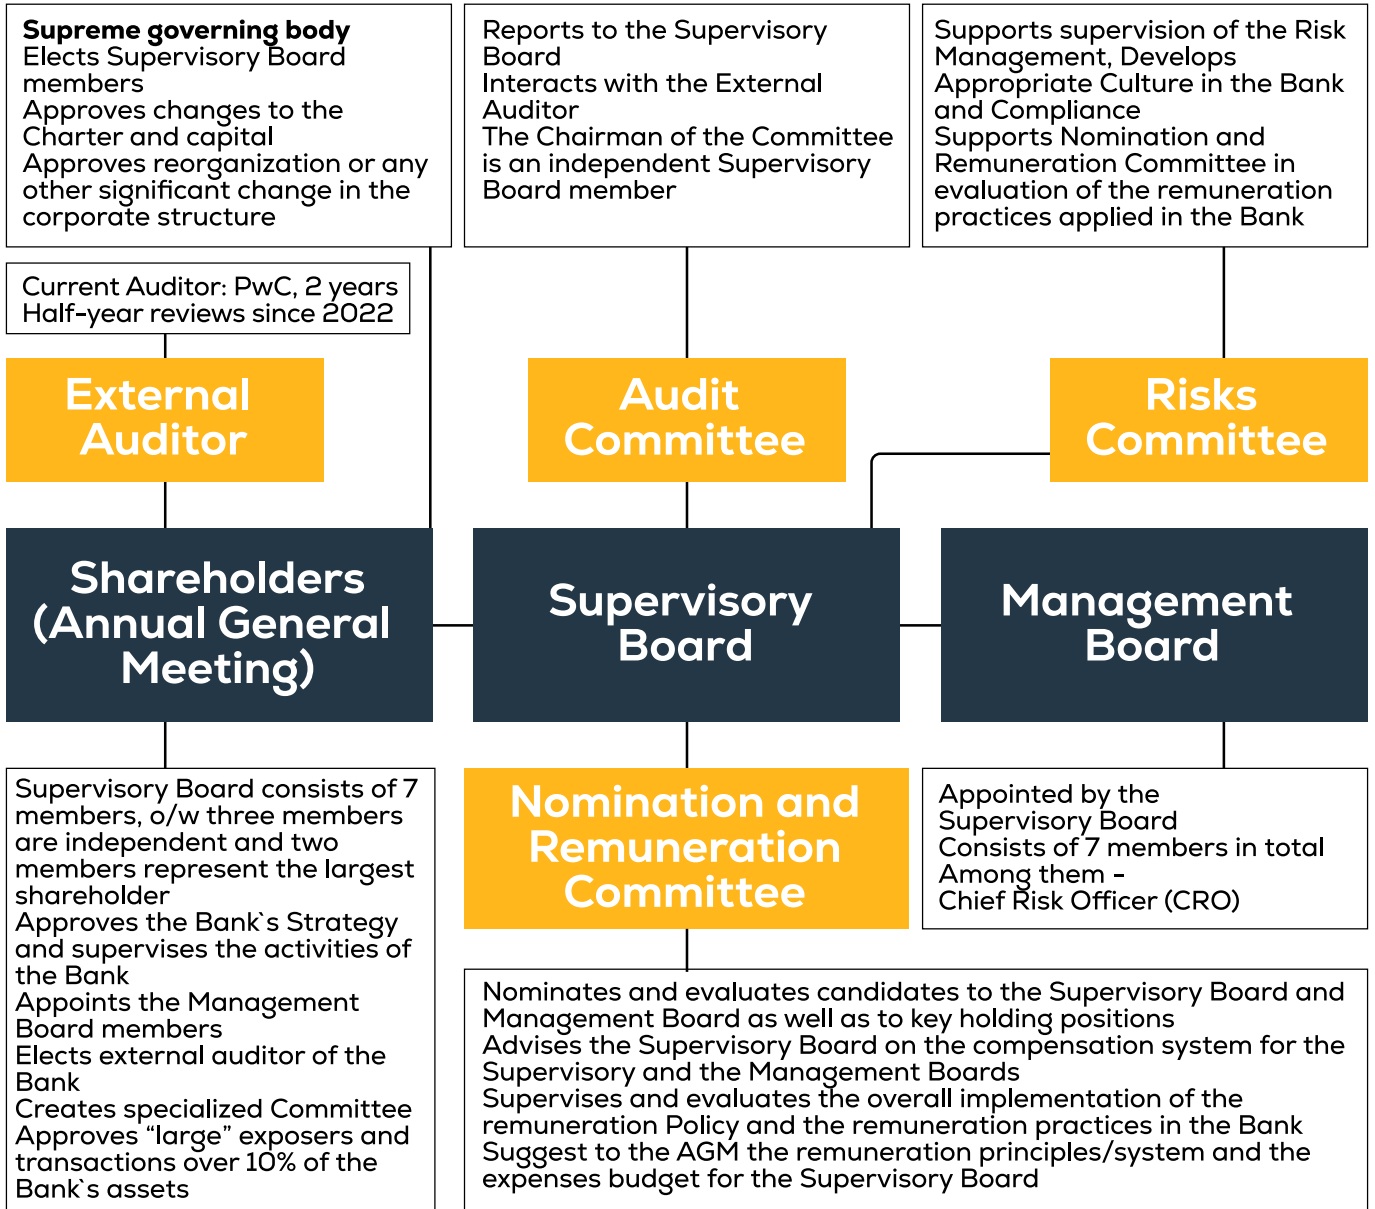 Supreme governing body
Elects Supervisory Board
members
Approves changes to the
Charter and capital
Approves reorganization or any
other significant change in the
corporate structure
Reports to the Supervisory
Board
Interacts with the External
Auditor
The Chairman of the Committee
is an independent Supervisory
Board member
Supports supervision of the Risk
Management, Develops
Appropriate Culture in the Bank
and Compliance
Supports Nomination and
Remuneration Committee in
evaluation of the remuneration
practices applied in the Bank
Current Auditor: PwC, 2 years
Half-year reviews since 2022
External
Auditor
Audit
Committee
Risks
Committee
Shareholders
(Annual General
Meeting)
Supervisory
Board
Management
Board
Supervisory Board consists of 7
members, o/w three members
are independent and two
members represent the largest
shareholder
Approves the Bank`s Strategy
and supervises the activities of
the Bank
Appoints the Management
Board members
Elects external auditor of the
Bank
Creates specialized Committee
Approves “large” exposers and
transactions over 10% of the
Bank`s assets
Nomination and
Remuneration
Committee
Appointed by the
Supervisory Board
Consists of 7 members in total
Among them -
Chief Risk Officer (CRO)
Nominates and evaluates candidates to the Supervisory Board and
Management Board as well as to key holding positions
Advises the Supervisory Board on the compensation system for the
Supervisory and the Management Boards
Supervises and evaluates the overall implementation of the
remuneration Policy and the remuneration practices in the Bank
Suggest to the AGM the remuneration principles/system and the
expenses budget for the Supervisory Board